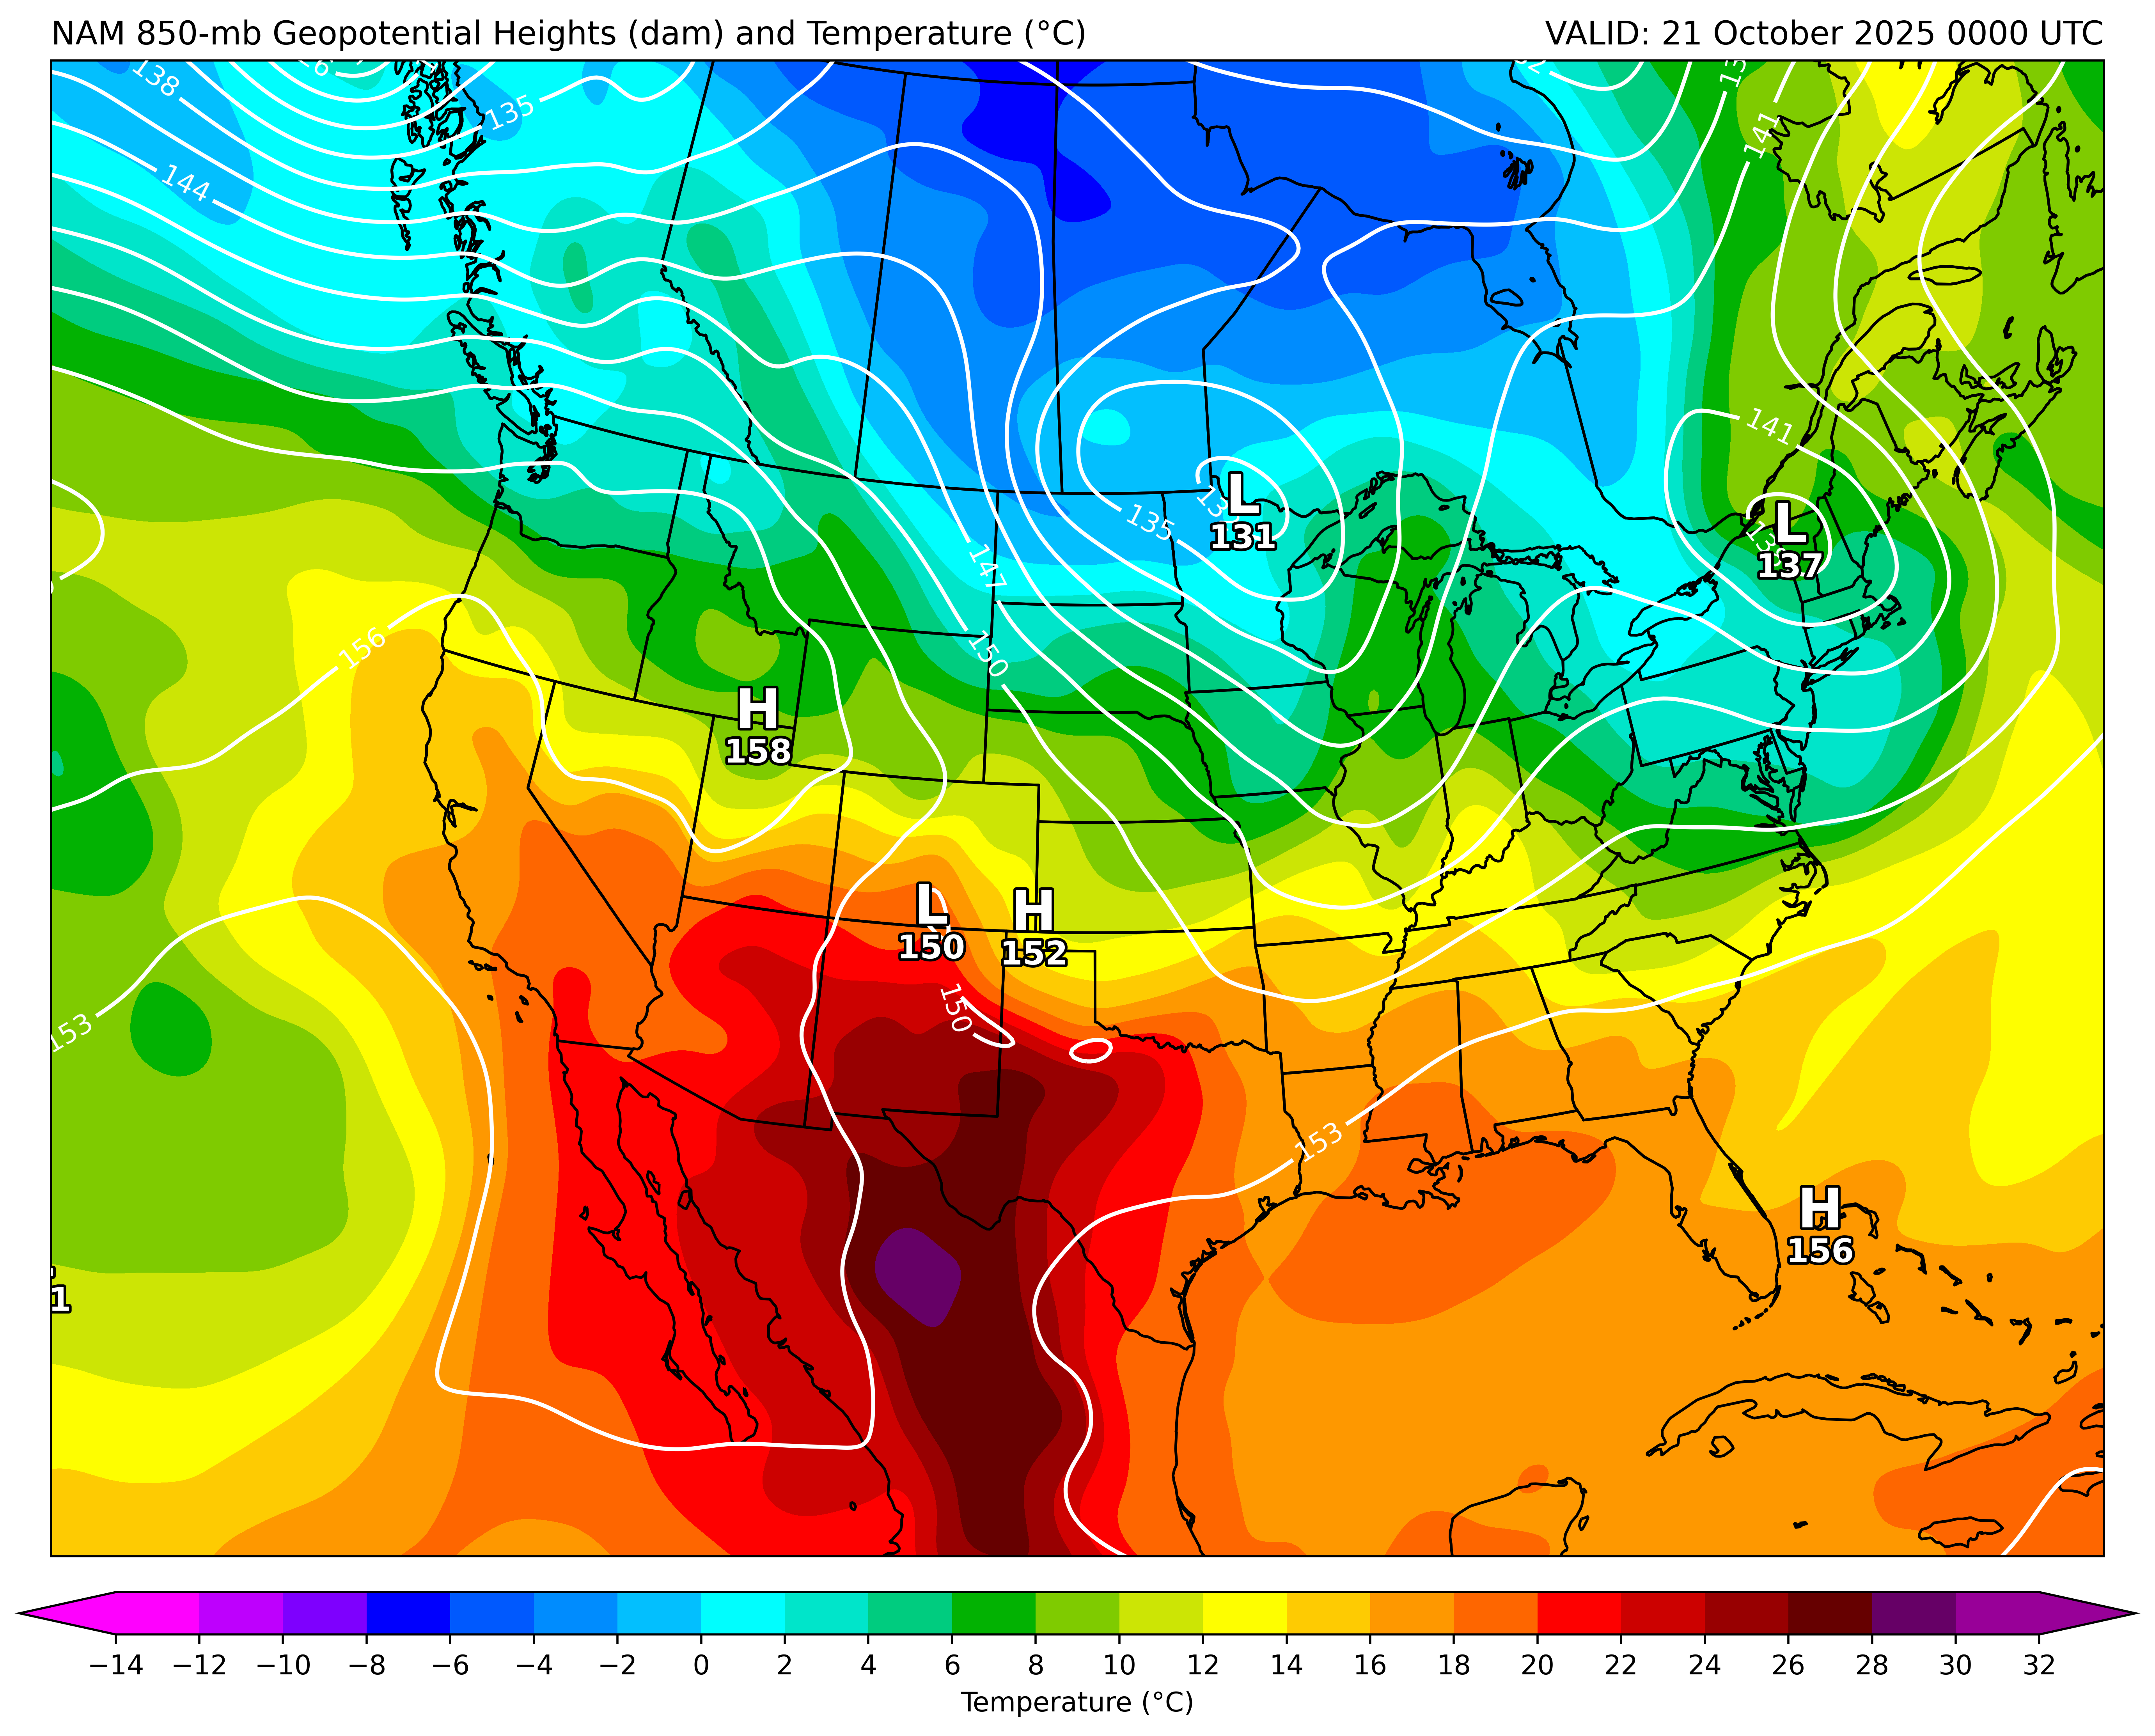 NAM 850-mb Geopotential Heights (dam) and Temperature (°C)
VALID: 21 October 2025 0000 UTC
138
135
144
141
141
135
L
131
L
137
147
150
156
H
158
L
150
H
152
150
153
153
H
156
1
−14 −12 −10 −8 −6 −4 −2 0 2 4 6 8 10 12 14 16 18 20 22 24 26 28 30 32
Temperature (°C)